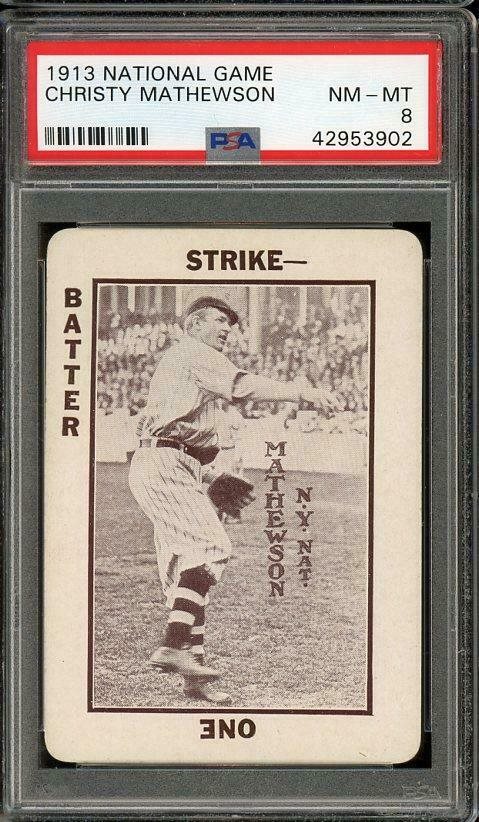 1913 NATIONAL GAME
CHRISTY MATHEWSON NM-MT
8
PSA 42953902
STRIKE—
BATTER
MATHEWSON
N.Y. NAT.
ONE